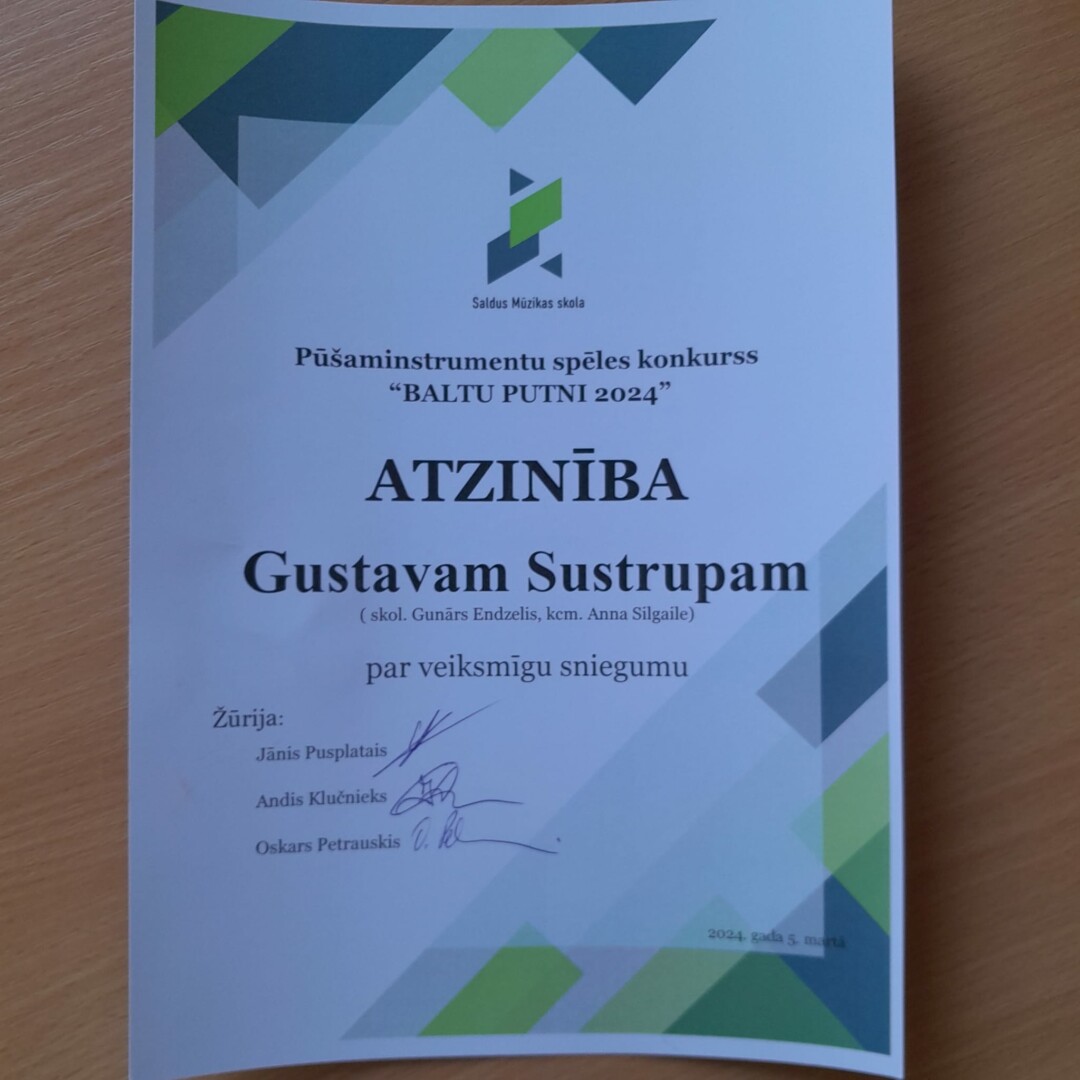 Saldus Mūzikas skola
Pūšaminstrumentu spēles konkurss
“BALTU PUTNI 2024”
ATZINĪBA
Gustavam Sustrupam
( skol. Gunārs Endzelis, kcm. Anna Silgaile)
par veiksmīgu sniegumu
Žūrija:
Jānis Pusplatais
Andis Klučnieks
Oskars Petrauskis
2024. gada 5. martā